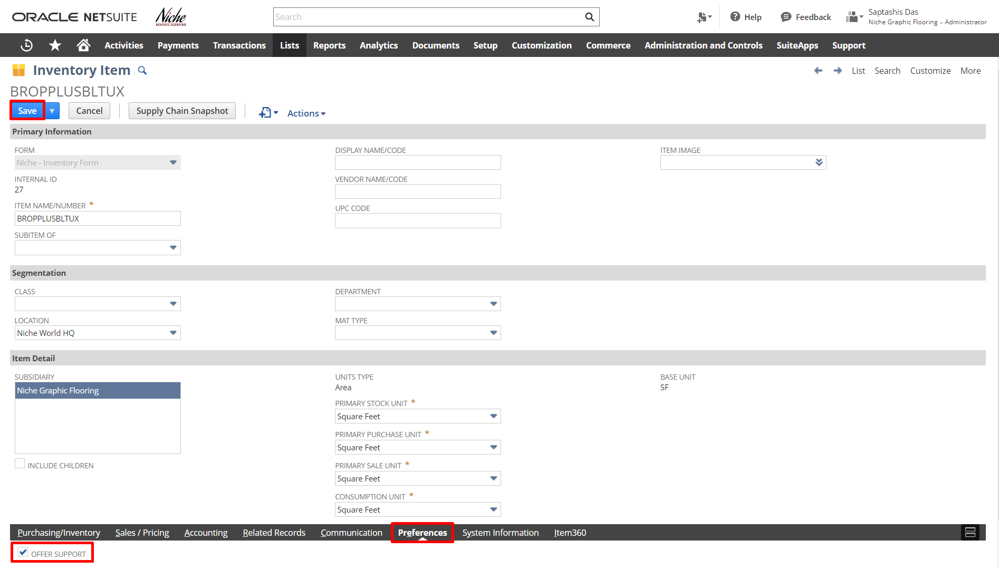 ORACLE NETSUITE
Niche
GRAPHIC FLOORING
Search
Help
Feedback
Saptashis Das
Niche Graphic Flooring - Administrator
Activities Payments Transactions Lists Reports Analytics Documents Setup Customization Commerce Administration and Controls SuiteApps Support
Inventory Item
List Search Customize More
BROPPLUSBLTUX
Save Cancel Supply Chain Snapshot Actions
Primary Information
FORM
Niche - Inventory Form
INTERNAL ID
27
ITEM NAME/NUMBER *
BROPPLUSBLTUX
SUBITEM OF
DISPLAY NAME/CODE
VENDOR NAME/CODE
UPC CODE
ITEM IMAGE
Segmentation
CLASS
LOCATION
Niche World HQ
DEPARTMENT
MAT TYPE
Item Detail
SUBSIDIARY
Niche Graphic Flooring
INCLUDE CHILDREN
UNITS TYPE
Area
PRIMARY STOCK UNIT *
Square Feet
PRIMARY PURCHASE UNIT *
Square Feet
PRIMARY SALE UNIT *
Square Feet
CONSUMPTION UNIT *
Square Feet
BASE UNIT
SF
Purchasing/Inventory Sales / Pricing Accounting Related Records Communication Preferences System Information Item360
OFFER SUPPORT